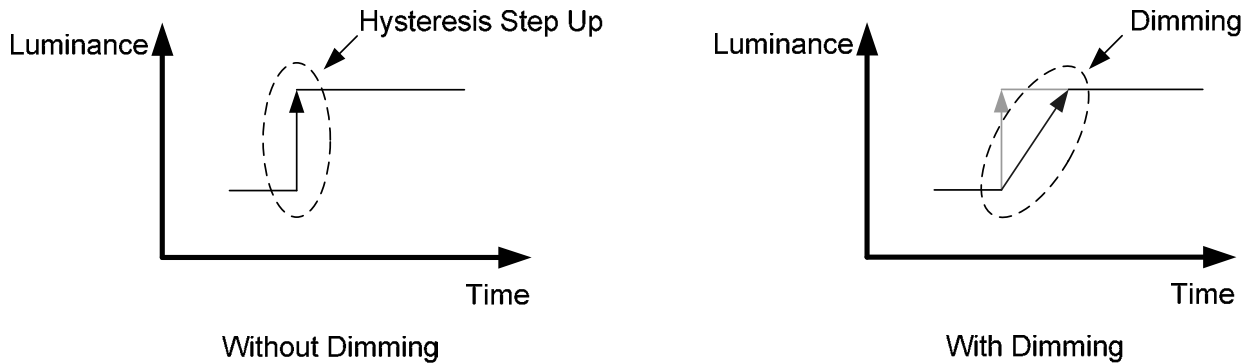 Hysteresis Step Up
Luminance
Time
Without Dimming
Dimming
Luminance
Time
With Dimming